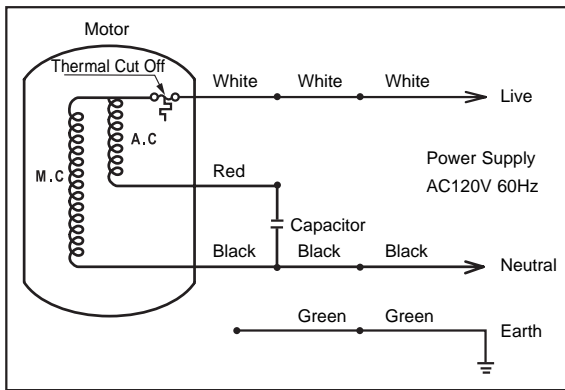 Motor
Thermal Cut Off
White White White Live
A.C
M.C
Power Supply
AC120V 60Hz
Red
Capacitor
Black Black Black Neutral
Green Green Earth